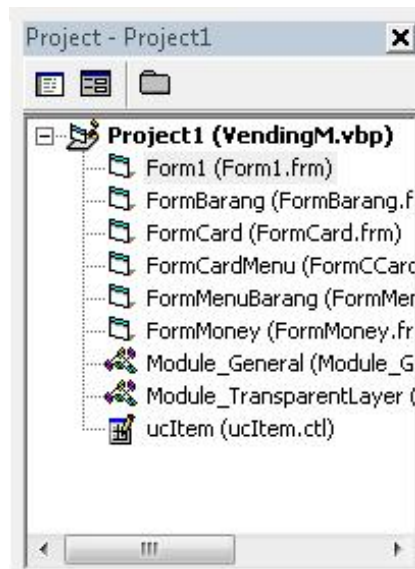 Project - Project1
Project1 (VendingM.vbp)
Form1 (Form1.frm)
FormBarang (FormBarang.f
FormCard (FormCard.frm)
FormCardMenu (FormCCard
FormMenuBarang (FormMen
FormMoney (FormMoney.fr
Module_General (Module_G
Module_TransparentLayer (
ucItem (ucItem.ctl)